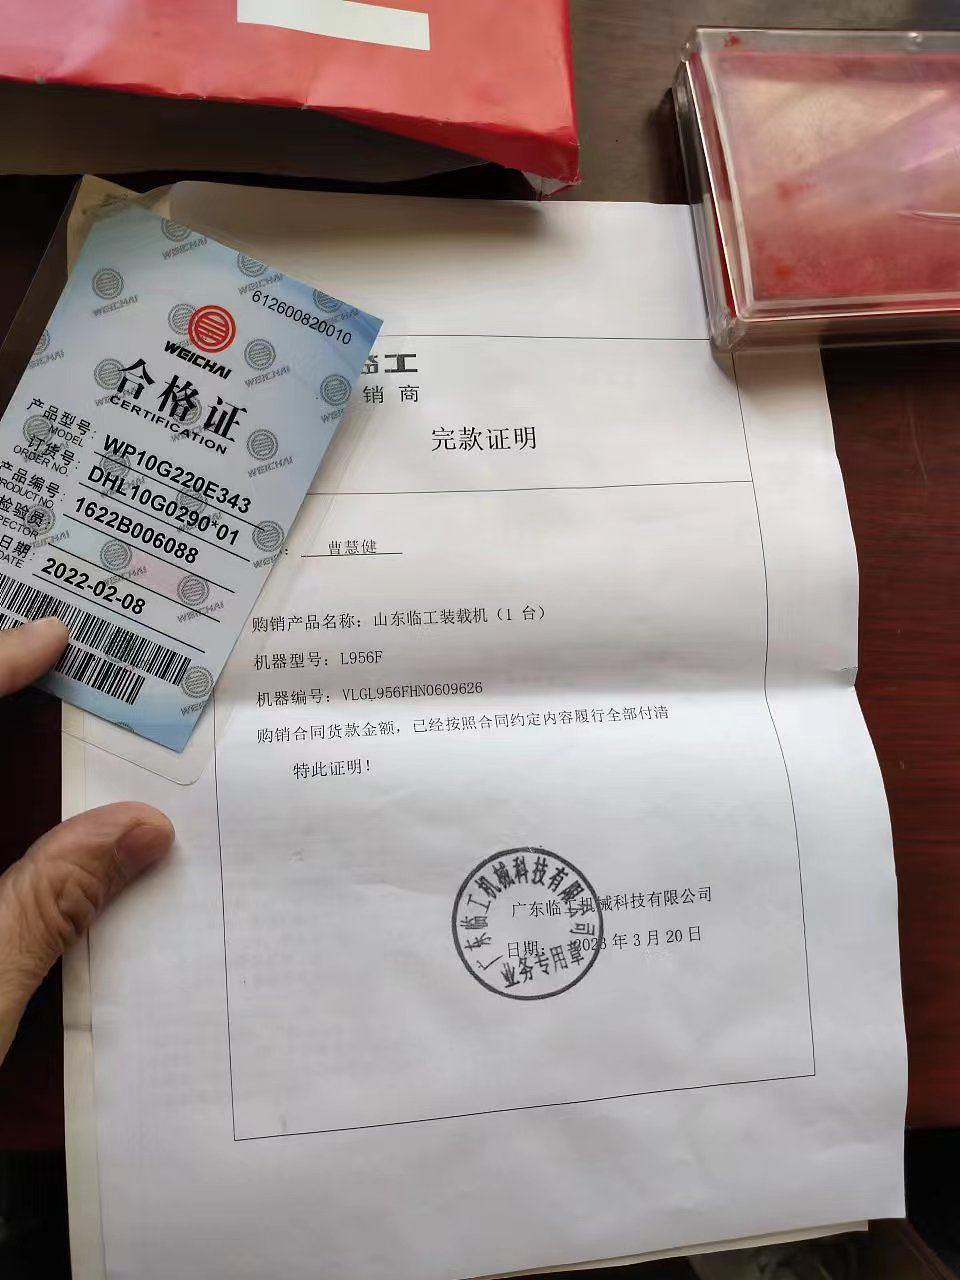 612600820010
WEICHAI
合格证
CERTIFICATION
产品型号:
MODEL
WP10G220E343
订货号:
ORDER NO.
DHL10G0290*01
产品编号:
PRODUCT NO.
1622B006088
检验员
日期:
DATE
2022-02-08
临工
销商
完款证明
曹慧健
购销产品名称：山东临工装载机（1 台）
机器型号：L956F
机器编号：VLGL956FHN0609626
购销合同货款金额，已经按照合同约定内容履行全部付清
特此证明！
广东临工机械科技有限公司
日期： 2023 年 3 月 20 日
广东临工机械科技有限公司
业务专用章